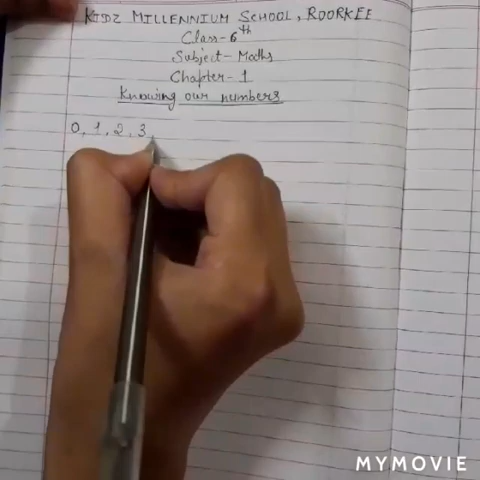 KIDZ MILLENNIUM SCHOOL, ROORKEE
Class-6th
Subject-Maths
Chapter-1
Knowing our numbers
0, 1, 2, 3,
MYMOVIE